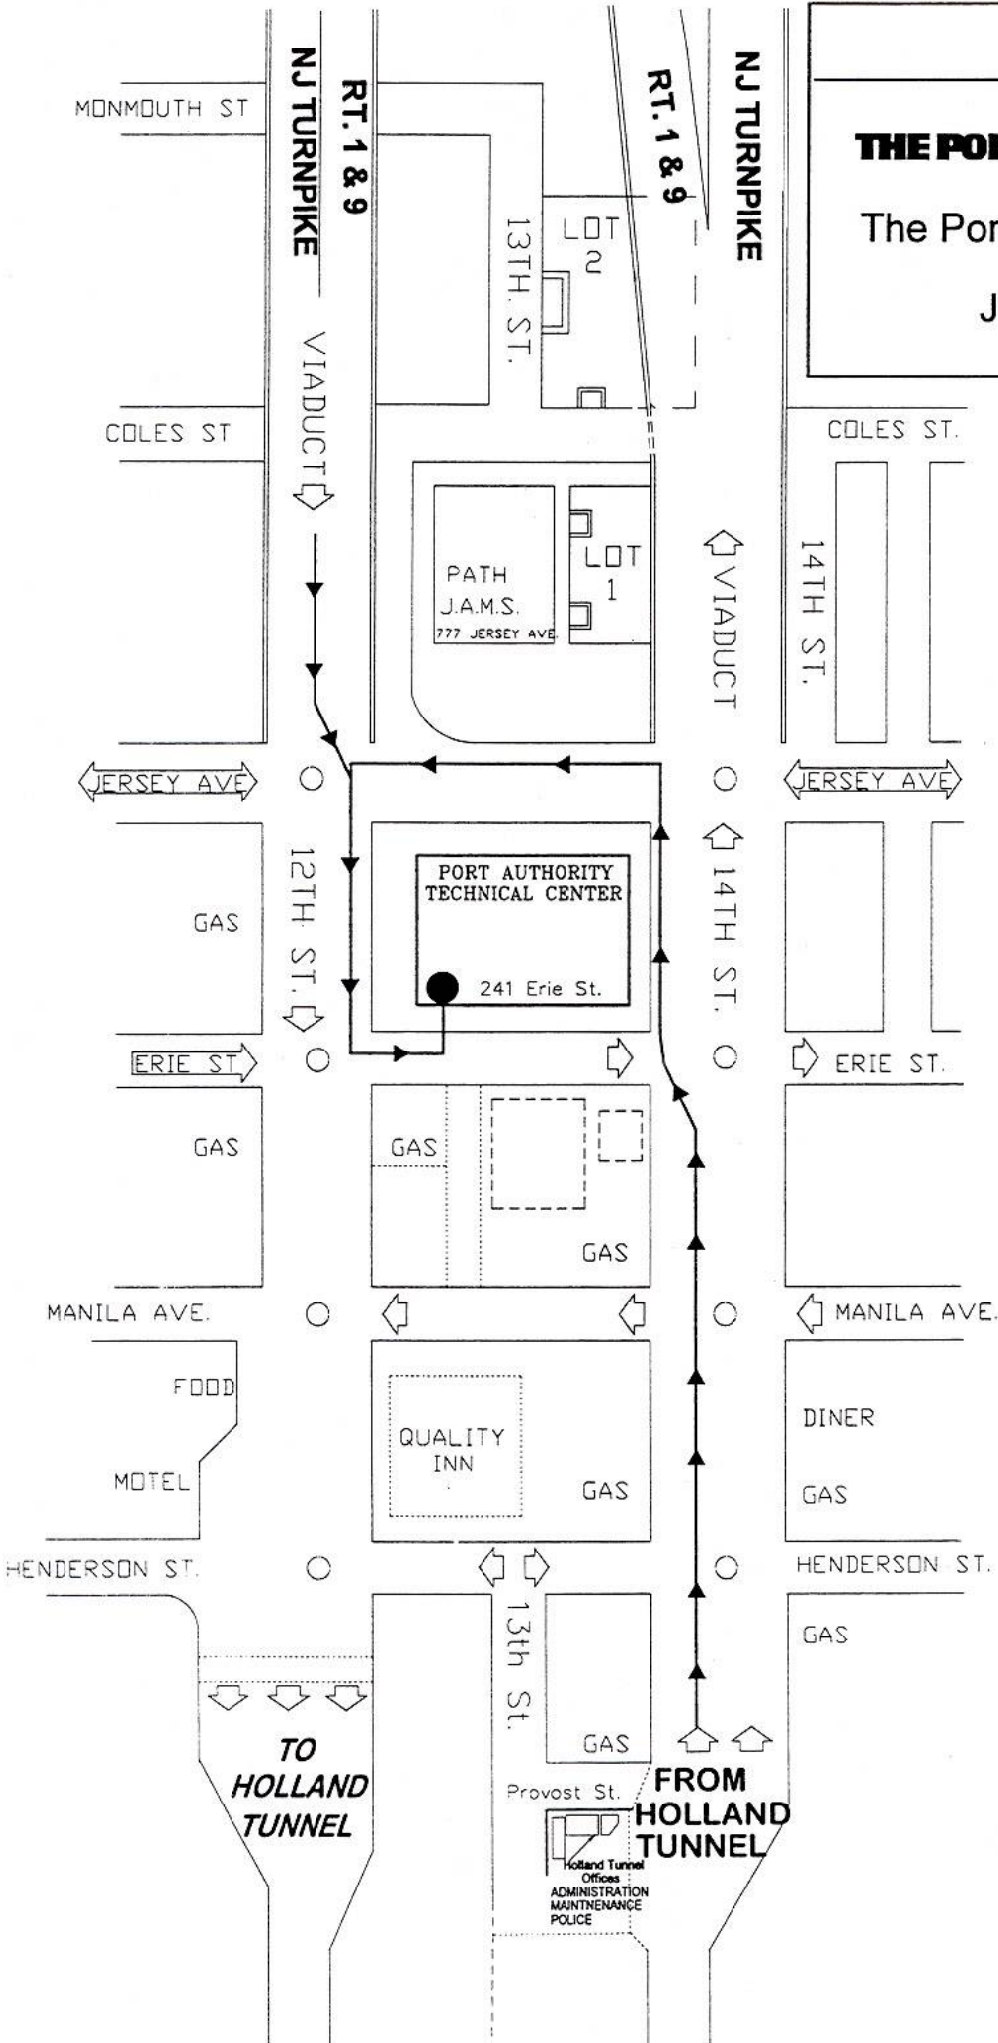 NJ TURNPIKE
RT. 1 & 9
RT. 1 & 9
NJ TURNPIKE
THE PO
The Por
J
MONMOUTH ST
13TH. ST.
LOT
2
VIADUCT
COLES ST
COLES ST.
PATH
J.A.M.S.
777 JERSEY AVE.
LOT
1
VIADUCT
14TH ST.
JERSEY AVE
JERSEY AVE
GAS
12TH ST.
PORT AUTHORITY
TECHNICAL CENTER
241 Erie St.
14TH ST.
ERIE ST
ERIE ST.
GAS
GAS
GAS
MANILA AVE.
MANILA AVE.
FOOD
MOTEL
QUALITY
INN
GAS
DINER
GAS
HENDERSON ST.
HENDERSON ST.
13th St.
GAS
GAS
TO
HOLLAND
TUNNEL
Provost St.
FROM
HOLLAND
TUNNEL
Holland Tunnel
Offices
ADMINISTRATION
MAINTNENANCE
POLICE